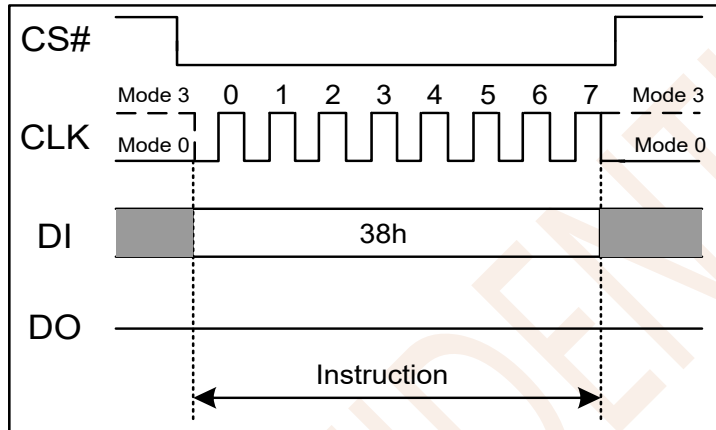 CS#
Mode 3 0 1 2 3 4 5 6 7 Mode 3
CLK
Mode 0 Mode 0
DI 38h
DO
Instruction